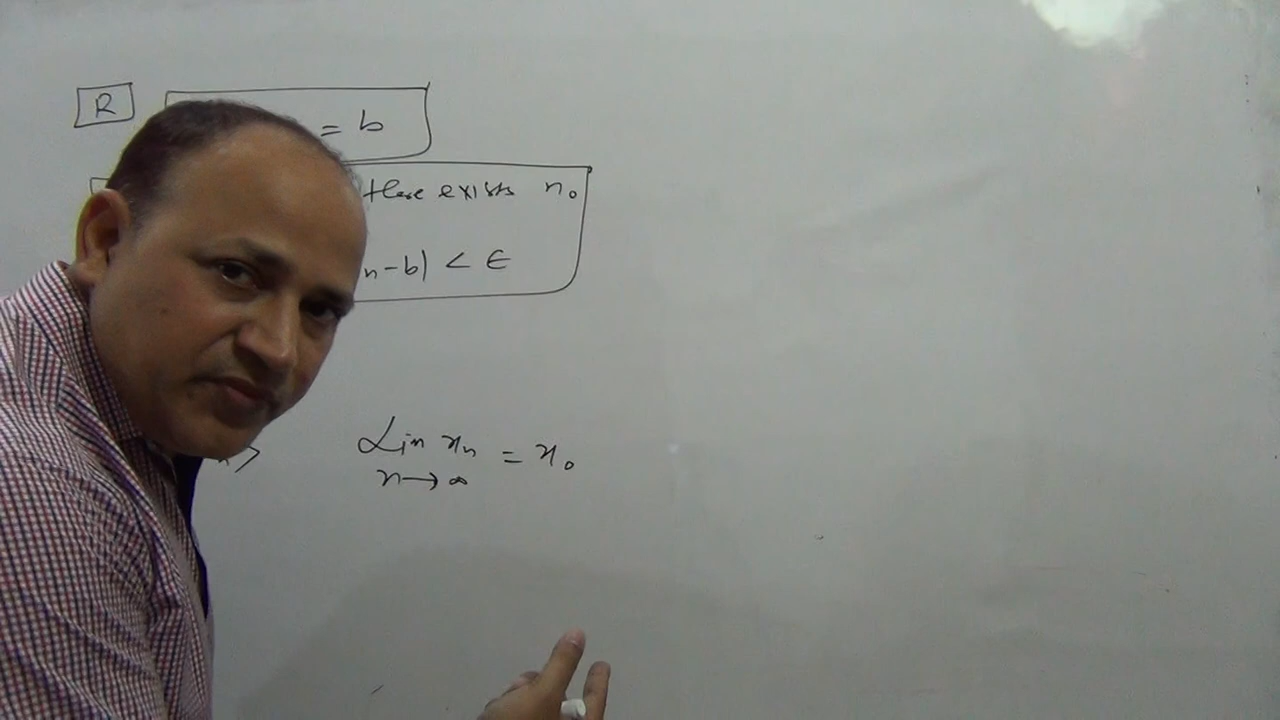 R
= b
there exists n₀
n-b| < ∈
Lim xₙ = x₀
n→∞